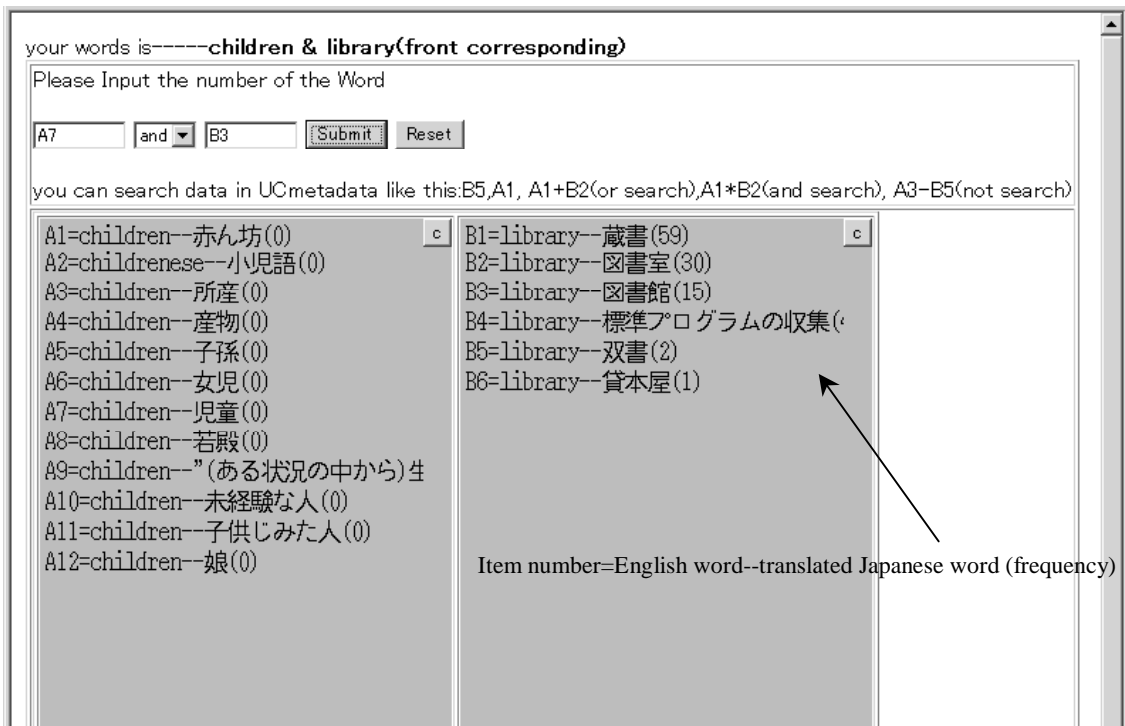 your words is-----children & library(front corresponding)
Please Input the number of the Word
A7 and B3 Submit Reset
you can search data in UCmetadata like this:B5,A1, A1+B2(or search),A1*B2(and search), A3-B5(not search)
A1=children--赤ん坊(0)
A2=childrenese--小児語(0)
A3=children--所産(0)
A4=children--産物(0)
A5=children--子孫(0)
A6=children--女児(0)
A7=children--児童(0)
A8=children--若殿(0)
A9=children--”(ある状況の中から)生
A10=children--未経験な人(0)
A11=children--子供じみた人(0)
A12=children--娘(0)
c
B1=library--蔵書(59)
B2=library--図書室(30)
B3=library--図書館(15)
B4=library--標準プログラムの収集(
B5=library--双書(2)
B6=library--貸本屋(1)
c
Item number=English word--translated Japanese word (frequency)